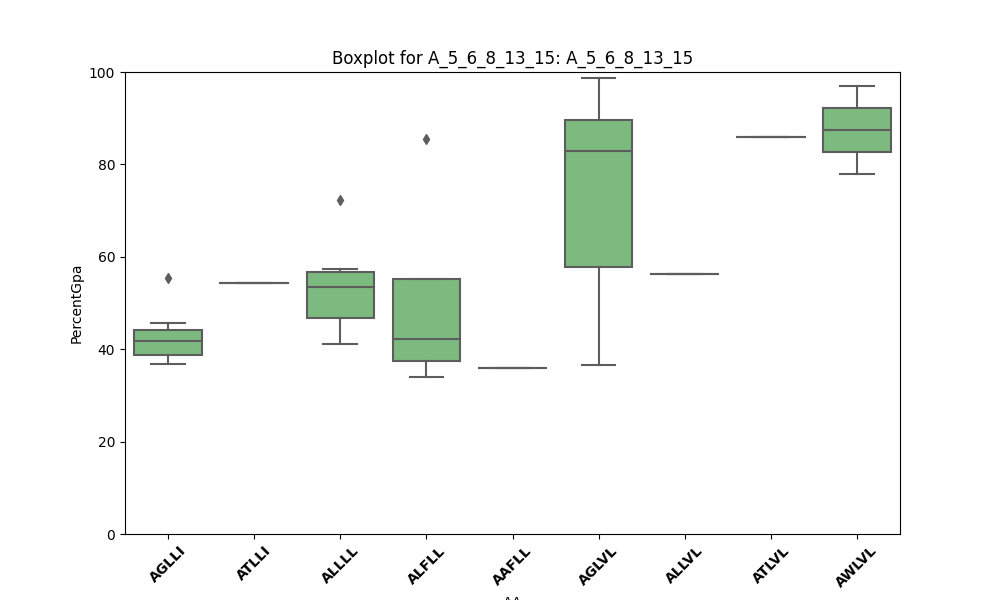 Boxplot for A_5_6_8_13_15: A_5_6_8_13_15
100
80
60
40
20
0
PercentGpa
AGLLI
ATLLI
ALLLL
ALFLL
AAFLL
AGLVL
ALLVL
ATLVL
AWLVL